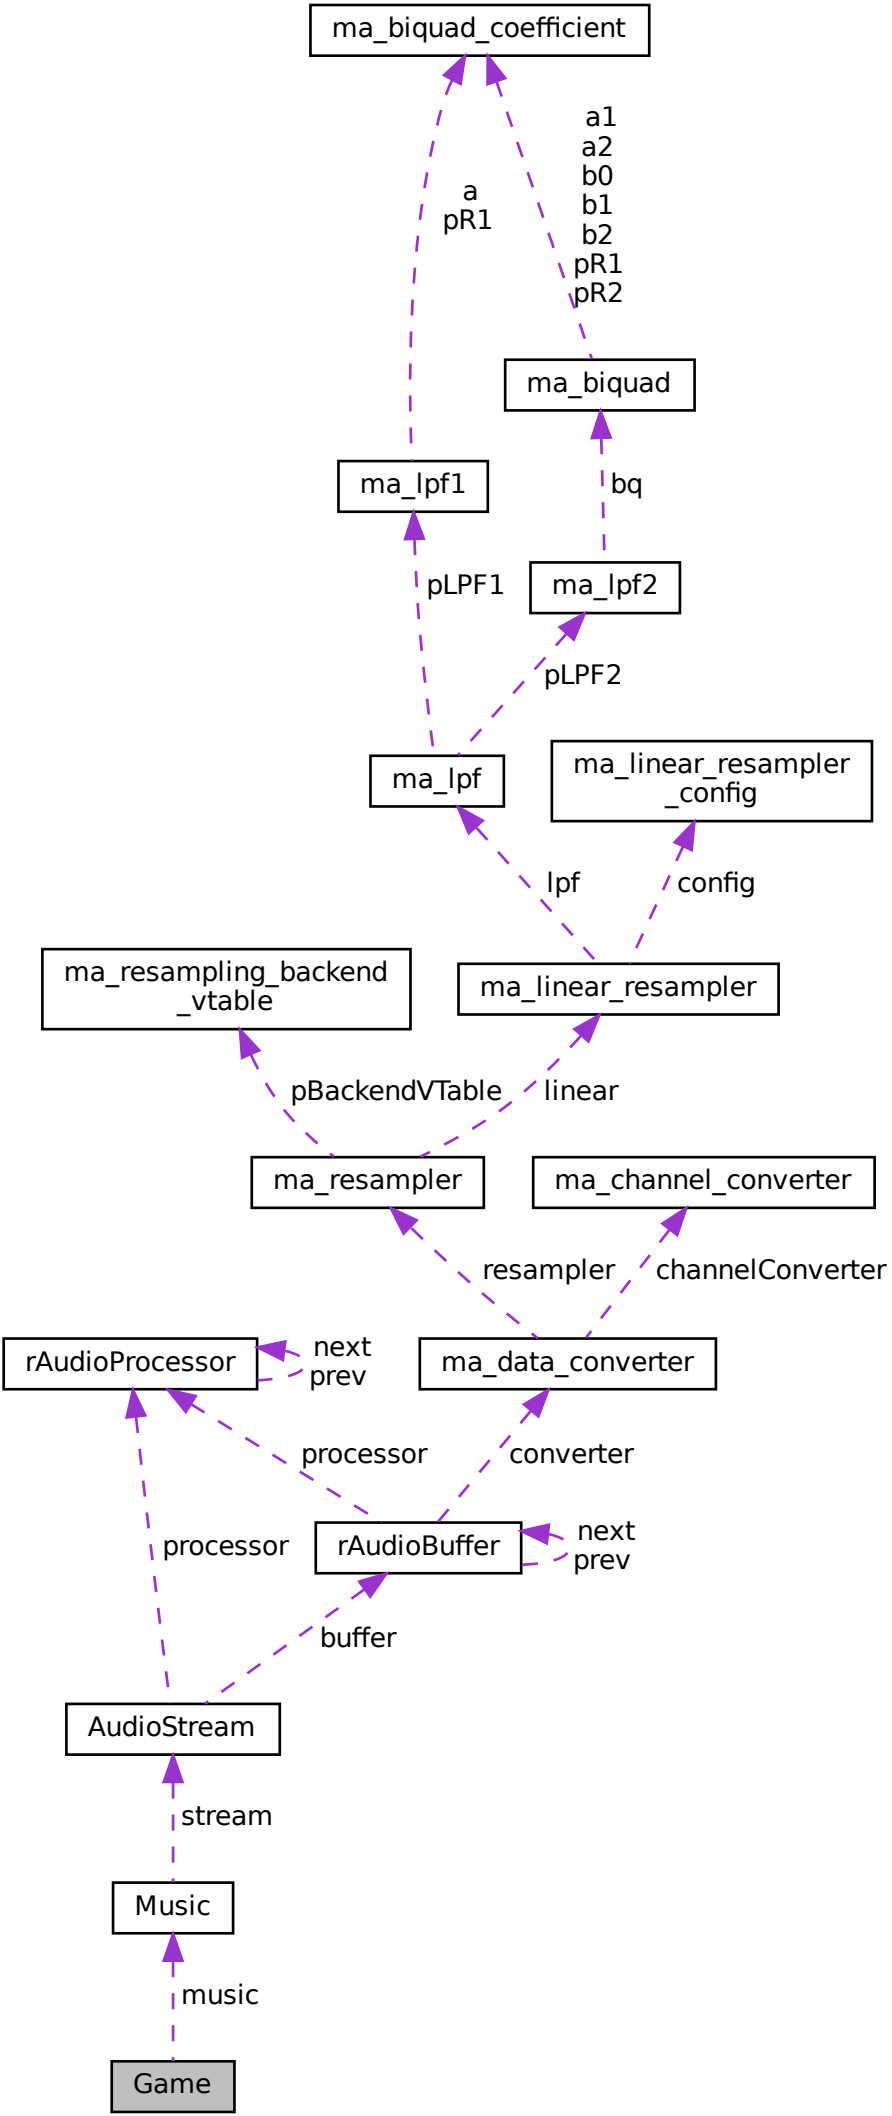 ma_biquad_coefficient
a1
a2
b0
b1
b2
pR1
pR2
a
pR1
ma_biquad
ma_lpf1
bq
ma_lpf2
pLPF1
pLPF2
ma_lpf
ma_linear_resampler
_config
lpf
config
ma_resampling_backend
_vtable
ma_linear_resampler
pBackendVTable
linear
ma_resampler
ma_channel_converter
resampler
channelConverter
rAudioProcessor
next
prev
ma_data_converter
processor
converter
processor
rAudioBuffer
next
prev
buffer
AudioStream
stream
Music
music
Game